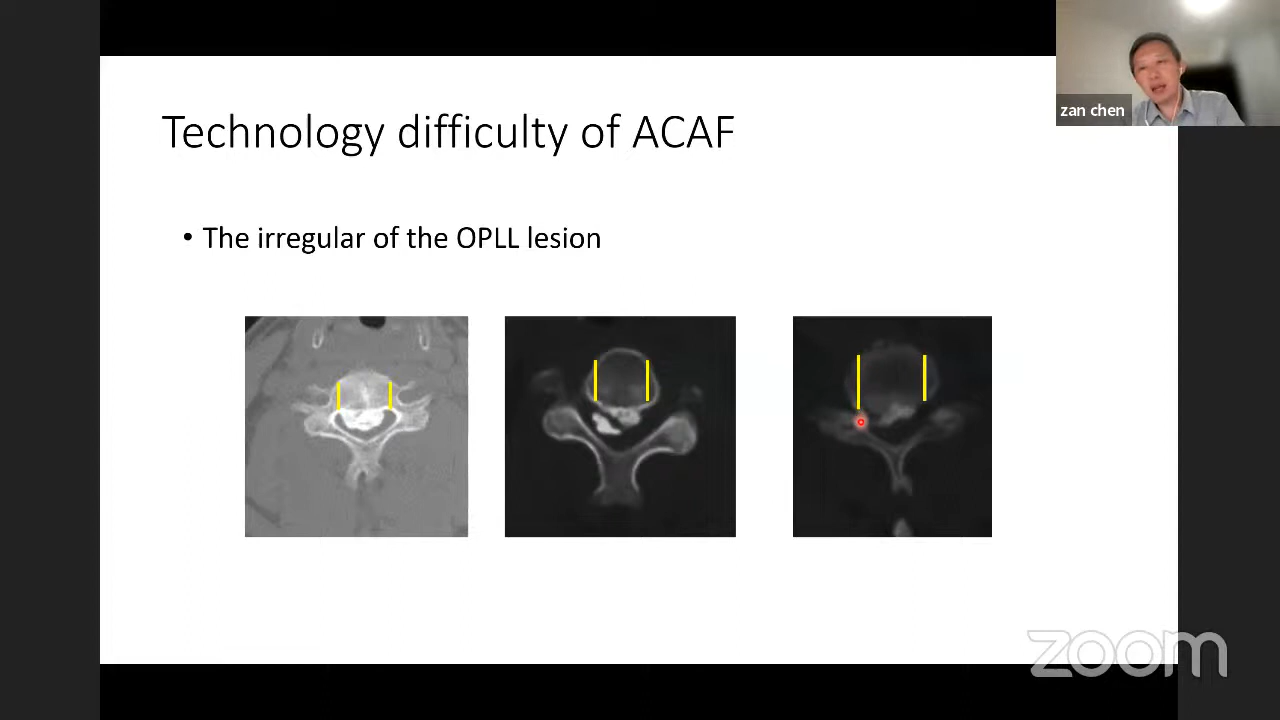 zan chen
Technology difficulty of ACAF
• The irregular of the OPLL lesion
zoom